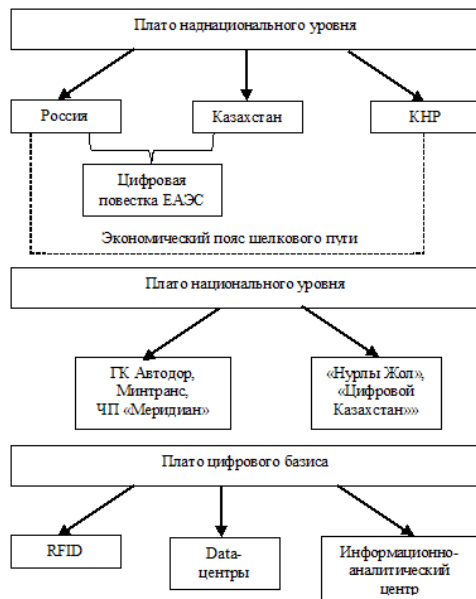 Плато наднационального уровня
Россия
Казахстан
КНР
Цифровая
повестка ЕАЭС
Экономический пояс шелкового пути
Плато национального уровня
ГК Автодор,
Минтранс,
ЧП «Меридиан»
«Нурлы Жол»,
«Цифровой
Казахстан»»
Плато цифрового базиса
RFID
Data-
центры
Информационно-
аналитический
центр